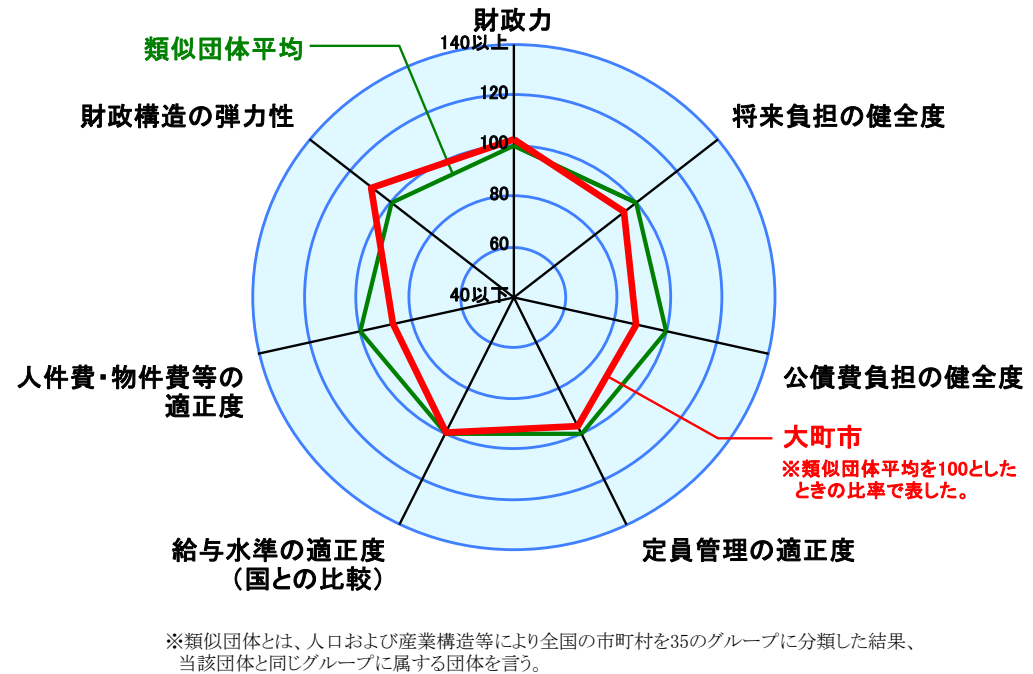 財政力
140以上
類似団体平均
120
財政構造の弾力性
将来負担の健全度
100
80
60
40以下
人件費・物件費等の
適正度
公債費負担の健全度
大町市
※類似団体平均を100とした
ときの比率で表した。
給与水準の適正度
（国との比較）
定員管理の適正度
※類似団体とは、人口および産業構造等により全国の市町村を35のグループに分類した結果、
当該団体と同じグループに属する団体を言う。